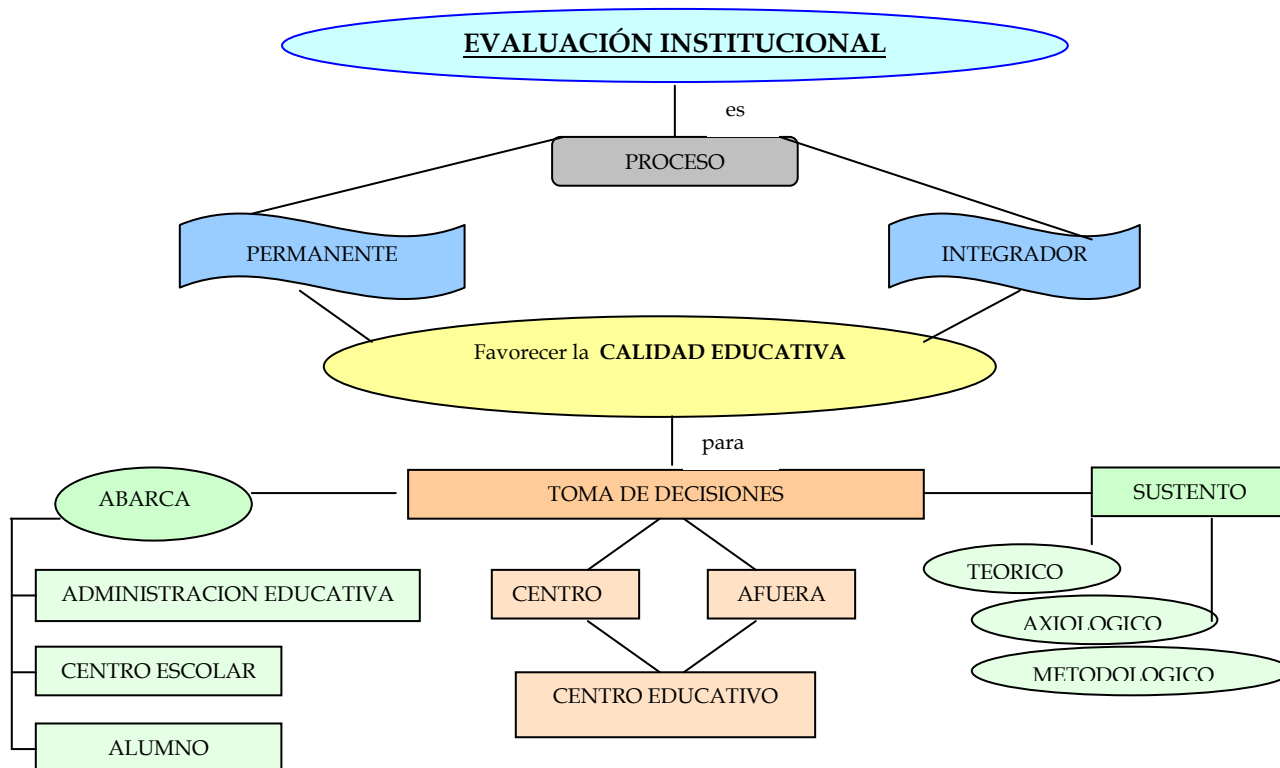 EVALUACIÓN INSTITUCIONAL
es
PROCESO
PERMANENTE
INTEGRADOR
Favorecer la CALIDAD EDUCATIVA
para
ABARCA
TOMA DE DECISIONES
SUSTENTO
TEORICO
ADMINISTRACION EDUCATIVA
CENTRO
AFUERA
AXIOLOGICO
CENTRO ESCOLAR
METODOLOGICO
CENTRO EDUCATIVO
ALUMNO